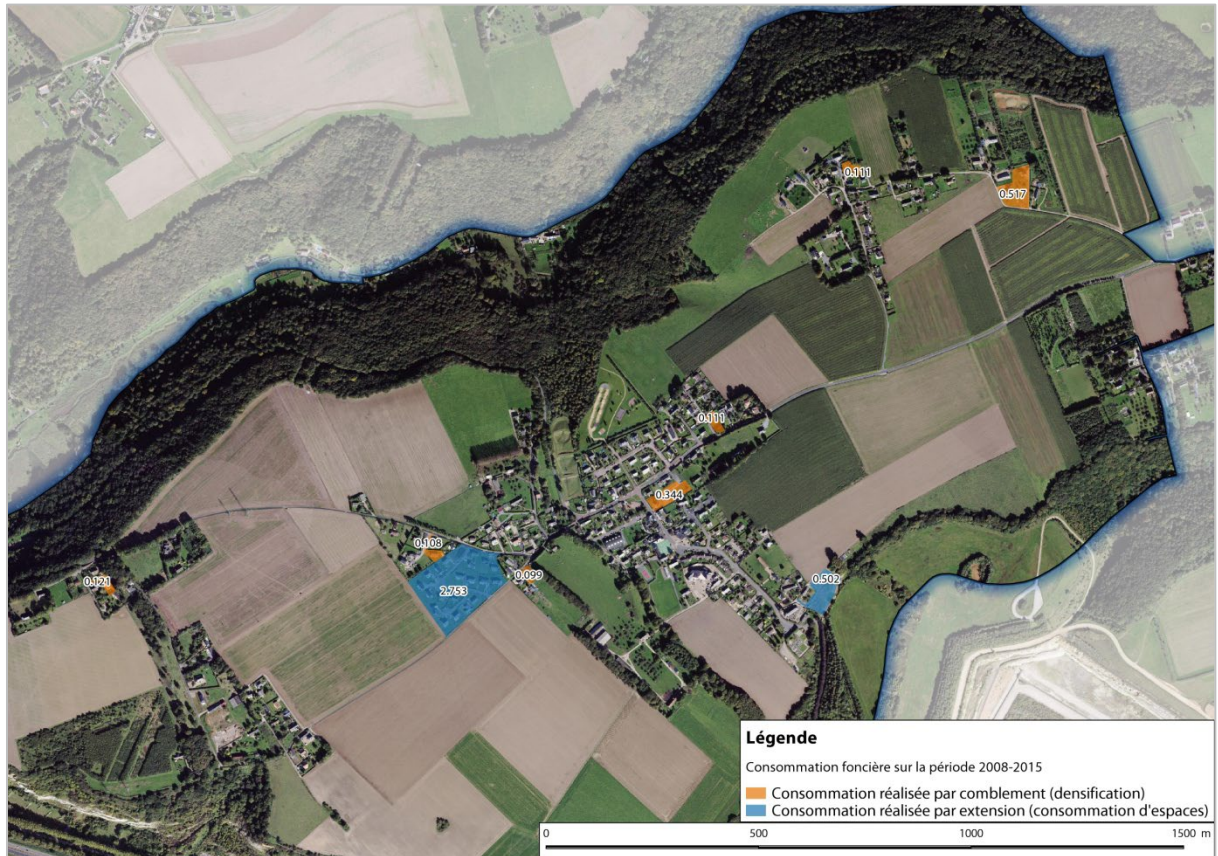 0.111
0.517
0.111
0.344
0.108
0.121
2.753
0.099
0.502
Légende
Consommation foncière sur la période 2008-2015
Consommation réalisée par comblement (densification)
Consommation réalisée par extension (consommation d'espaces)
0 500 1000 1500 m